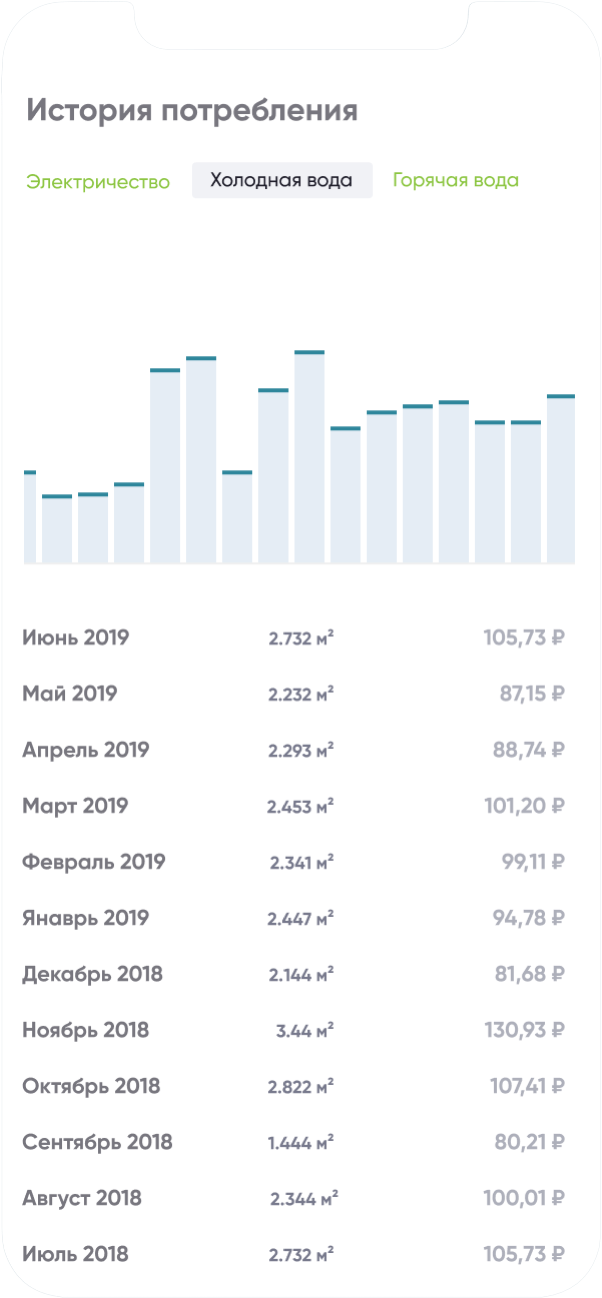 История потребления
Электричество Холодная вода Горячая вода
Июнь 2019 2.732 м² 105,73 ₽
Май 2019 2.232 м² 87,15 ₽
Апрель 2019 2.293 м² 88,74 ₽
Март 2019 2.453 м² 101,20 ₽
Февраль 2019 2.341 м² 99,11 ₽
Янаврь 2019 2.447 м² 94,78 ₽
Декабрь 2018 2.144 м² 81,68 ₽
Ноябрь 2018 3.44 м² 130,93 ₽
Октябрь 2018 2.822 м² 107,41 ₽
Сентябрь 2018 1.444 м² 80,21 ₽
Август 2018 2.344 м² 100,01 ₽
Июль 2018 2.732 м² 105,73 ₽